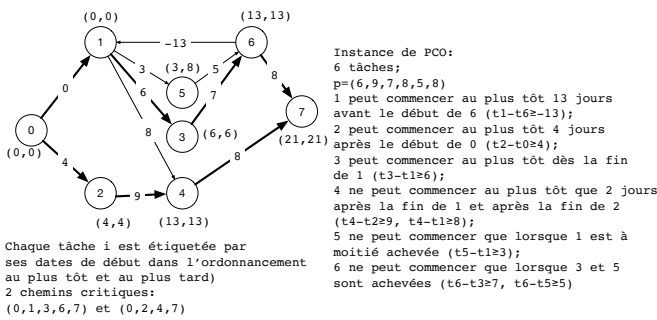 (0,0)
(13,13)
1
-13
6
(3,8)
3
5
5
0
6
7
8
3
(6,6)
8
7
(21,21)
0
(0,0)
4
8
2
9
4
(4,4)
(13,13)
Chaque tâche i est étiquetée par
ses dates de début dans l'ordonnancement
au plus tôt et au plus tard)
2 chemins critiques:
(0,1,3,6,7) et (0,2,4,7)
Instance de PCO:
6 tâches;
p=(6,9,7,8,5,8)
1 peut commencer au plus tôt 13 jours
avant le début de 6 (t1-t6≥-13);
2 peut commencer au plus tôt 4 jours
après le début de 0 (t2-t0≥4);
3 peut commencer au plus tôt dès la fin
de 1 (t3-t1≥6);
4 ne peut commencer au plus tôt que 2 jours
après la fin de 1 et après la fin de 2
(t4-t2≥9, t4-t1≥8);
5 ne peut commencer que lorsque 1 est à
moitié achevée (t5-t1≥3);
6 ne peut commencer que lorsque 3 et 5
sont achevées (t6-t3≥7, t6-t5≥5)